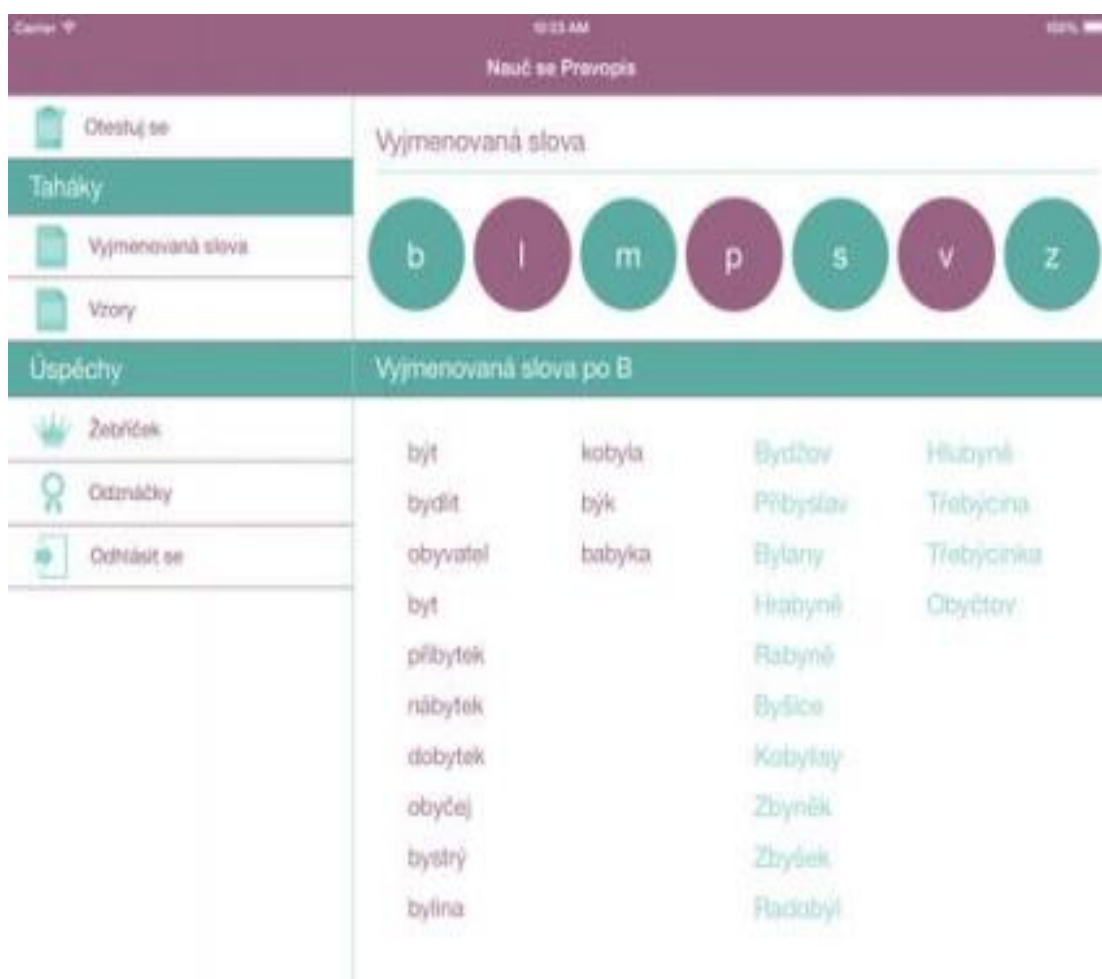 Carrier 10:33 AM 100%
Nauč se Pravopis
Otestuj se
Taháky
Vyjmenovaná slova
Vzory
Úspěchy
Žebříček
Odznáčky
Odhlásit se
Vyjmenovaná slova
b l m p s v z
Vyjmenovaná slova po B
být kobyla Bydžov Hlubyně
bydlit býk Přibyslav Třebýcina
obyvatel babyka Bylany Třebýcinka
byt Hrabyně Obyčtov
příbytek Rabyně
nábytek Byšice
dobytek Kobylisy
obyčej Zbyněk
bystrý Zbyšek
bylina Radobýl